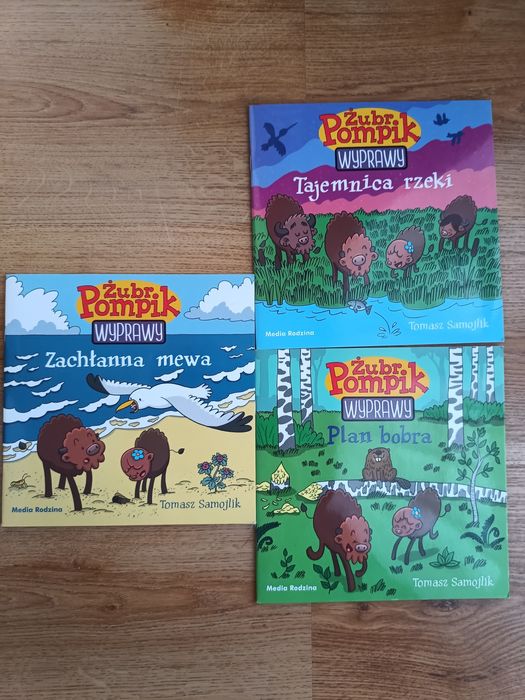 Żubr
Pompik
WYPRAWY
Tajemnica rzeki
Media Rodzina
Tomasz Samojlik
Żubr
Pompik
WYPRAWY
Zachłanna mewa
Media Rodzina
Tomasz Samojlik
Żubr
Pompik
WYPRAWY
Plan bobra
Media Rodzina
Tomasz Samojlik